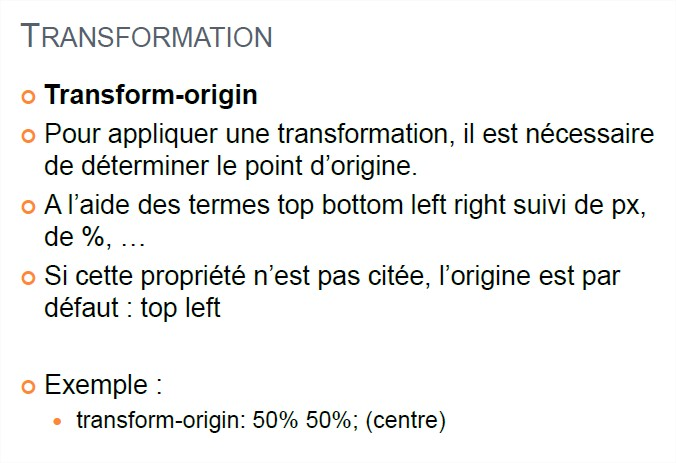 TRANSFORMATION
Transform-origin
Pour appliquer une transformation, il est nécessaire
de déterminer le point d’origine.
A l’aide des termes top bottom left right suivi de px,
de %, …
Si cette propriété n’est pas citée, l’origine est par
défaut : top left
Exemple :
transform-origin: 50% 50%; (centre)